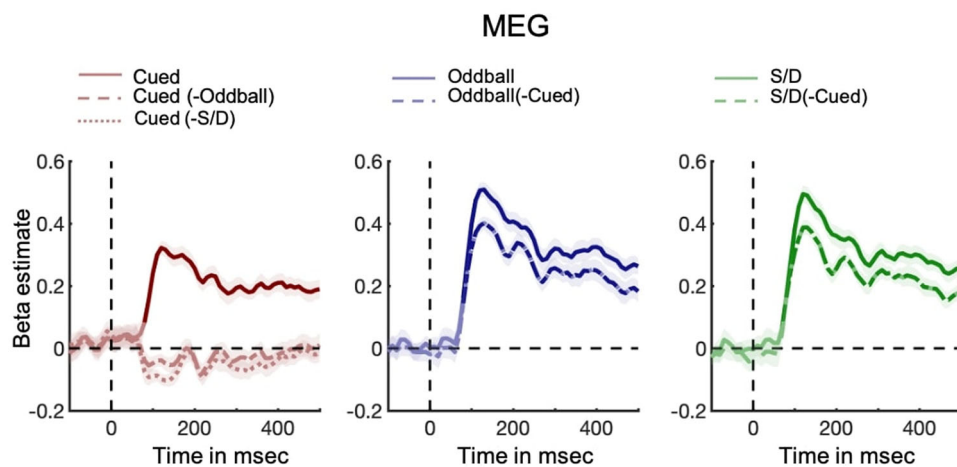 MEG
Cued
Cued (-Oddball)
Cued (-S/D)
Oddball
Oddball(-Cued)
S/D
S/D(-Cued)
Beta estimate
0.6
0.4
0.2
0
-0.2
0 200 400
Time in msec
0.6
0.4
0.2
0
-0.2
0 200 400
Time in msec
0.6
0.4
0.2
0
-0.2
0 200 400
Time in msec